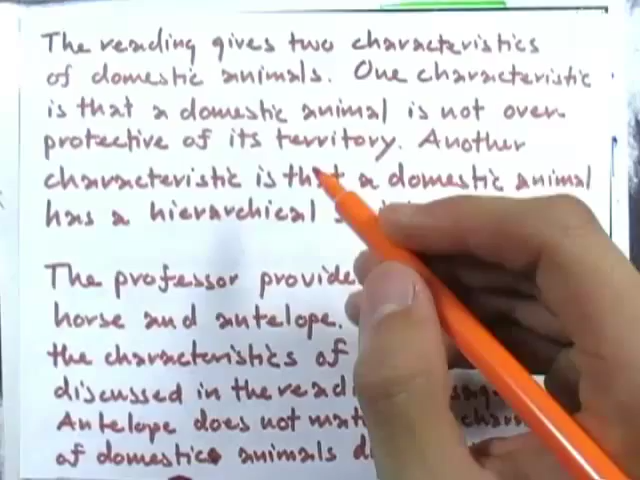 The reading gives two characteristics
of domestic animals. One characteristic
is that a domestic animal is not over
protective of its territory. Another
characteristic is that a domestic animal
has a hierarchical
The professor provide
horse and antelope.
the characteristics of
discussed in the readi
Antelope does not mat
of domestic animals d